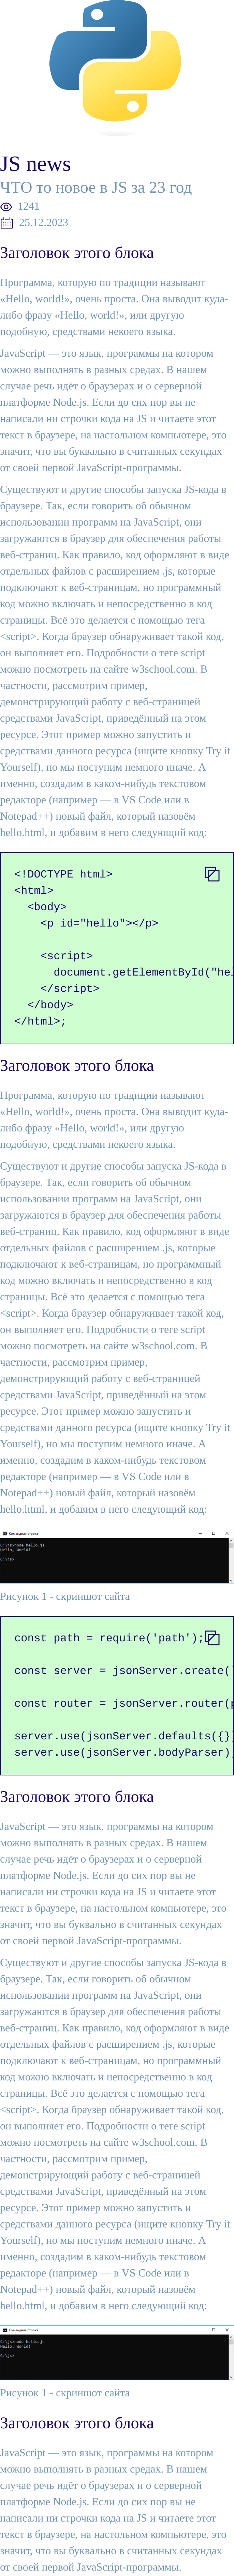 JS news
ЧТО то новое в JS за 23 год
1241
25.12.2023
Заголовок этого блока
Программа, которую по традиции называют
«Hello, world!», очень проста. Она выводит куда-
либо фразу «Hello, world!», или другую
подобную, средствами некоего языка.
JavaScript — это язык, программы на котором
можно выполнять в разных средах. В нашем
случае речь идёт о браузерах и о серверной
платформе Node.js. Если до сих пор вы не
написали ни строчки кода на JS и читаете этот
текст в браузере, на настольном компьютере, это
значит, что вы буквально в считанных секундах
от своей первой JavaScript-программы.
Существуют и другие способы запуска JS-кода в
браузере. Так, если говорить об обычном
использовании программ на JavaScript, они
загружаются в браузер для обеспечения работы
веб-страниц. Как правило, код оформляют в виде
отдельных файлов с расширением .js, которые
подключают к веб-страницам, но программный
код можно включать и непосредственно в код
страницы. Всё это делается с помощью тега
<script>. Когда браузер обнаруживает такой код,
он выполняет его. Подробности о теге script
можно посмотреть на сайте w3school.com. В
частности, рассмотрим пример,
демонстрирующий работу с веб-страницей
средствами JavaScript, приведённый на этом
ресурсе. Этот пример можно запустить и
средствами данного ресурса (ищите кнопку Try it
Yourself), но мы поступим немного иначе. А
именно, создадим в каком-нибудь текстовом
редакторе (например — в VS Code или в
Notepad++) новый файл, который назовём
hello.html, и добавим в него следующий код:
<!DOCTYPE html>
<html>
<body>
<p id="hello"></p>
<script>
document.getElementById("hel
</script>
</body>
</html>;
Заголовок этого блока
Программа, которую по традиции называют
«Hello, world!», очень проста. Она выводит куда-
либо фразу «Hello, world!», или другую
подобную, средствами некоего языка.
Существуют и другие способы запуска JS-кода в
браузере. Так, если говорить об обычном
использовании программ на JavaScript, они
загружаются в браузер для обеспечения работы
веб-страниц. Как правило, код оформляют в виде
отдельных файлов с расширением .js, которые
подключают к веб-страницам, но программный
код можно включать и непосредственно в код
страницы. Всё это делается с помощью тега
<script>. Когда браузер обнаруживает такой код,
он выполняет его. Подробности о теге script
можно посмотреть на сайте w3school.com. В
частности, рассмотрим пример,
демонстрирующий работу с веб-страницей
средствами JavaScript, приведённый на этом
ресурсе. Этот пример можно запустить и
средствами данного ресурса (ищите кнопку Try it
Yourself), но мы поступим немного иначе. А
именно, создадим в каком-нибудь текстовом
редакторе (например — в VS Code или в
Notepad++) новый файл, который назовём
hello.html, и добавим в него следующий код:
Командная строка
C:\js>node hello.js
Hello, World!
C:\js>
Рисунок 1 - скриншот сайта
const path = require('path');
const server = jsonServer.create()
const router = jsonServer.router(p
server.use(jsonServer.defaults({})
server.use(jsonServer.bodyParser);
Заголовок этого блока
JavaScript — это язык, программы на котором
можно выполнять в разных средах. В нашем
случае речь идёт о браузерах и о серверной
платформе Node.js. Если до сих пор вы не
написали ни строчки кода на JS и читаете этот
текст в браузере, на настольном компьютере, это
значит, что вы буквально в считанных секундах
от своей первой JavaScript-программы.
Существуют и другие способы запуска JS-кода в
браузере. Так, если говорить об обычном
использовании программ на JavaScript, они
загружаются в браузер для обеспечения работы
веб-страниц. Как правило, код оформляют в виде
отдельных файлов с расширением .js, которые
подключают к веб-страницам, но программный
код можно включать и непосредственно в код
страницы. Всё это делается с помощью тега
<script>. Когда браузер обнаруживает такой код,
он выполняет его. Подробности о теге script
можно посмотреть на сайте w3school.com. В
частности, рассмотрим пример,
демонстрирующий работу с веб-страницей
средствами JavaScript, приведённый на этом
ресурсе. Этот пример можно запустить и
средствами данного ресурса (ищите кнопку Try it
Yourself), но мы поступим немного иначе. А
именно, создадим в каком-нибудь текстовом
редакторе (например — в VS Code или в
Notepad++) новый файл, который назовём
hello.html, и добавим в него следующий код:
Командная строка
C:\js>node hello.js
Hello, World!
C:\js>
Рисунок 1 - скриншот сайта
Заголовок этого блока
JavaScript — это язык, программы на котором
можно выполнять в разных средах. В нашем
случае речь идёт о браузерах и о серверной
платформе Node.js. Если до сих пор вы не
написали ни строчки кода на JS и читаете этот
текст в браузере, на настольном компьютере, это
значит, что вы буквально в считанных секундах
от своей первой JavaScript-программы.